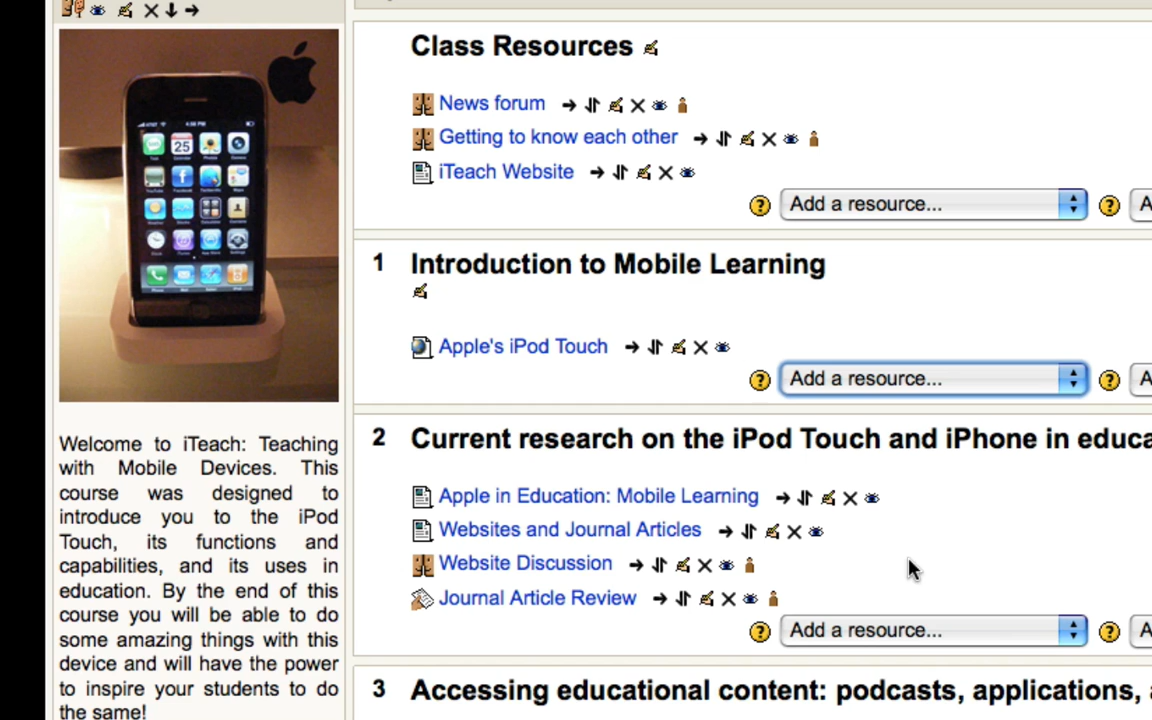 Class Resources
News forum
Getting to know each other
iTeach Website
? Add a resource... ? A
1 Introduction to Mobile Learning
Apple's iPod Touch
? Add a resource... ? A
2 Current research on the iPod Touch and iPhone in educa
Apple in Education: Mobile Learning
Websites and Journal Articles
Website Discussion
Journal Article Review
? Add a resource... ? A
3 Accessing educational content: podcasts, applications,
25
Welcome to iTeach: Teaching
with Mobile Devices. This
course was designed to
introduce you to the iPod
Touch, its functions and
capabilities, and its uses in
education. By the end of this
course you will be able to do
some amazing things with this
device and will have the power
to inspire your students to do
the same!